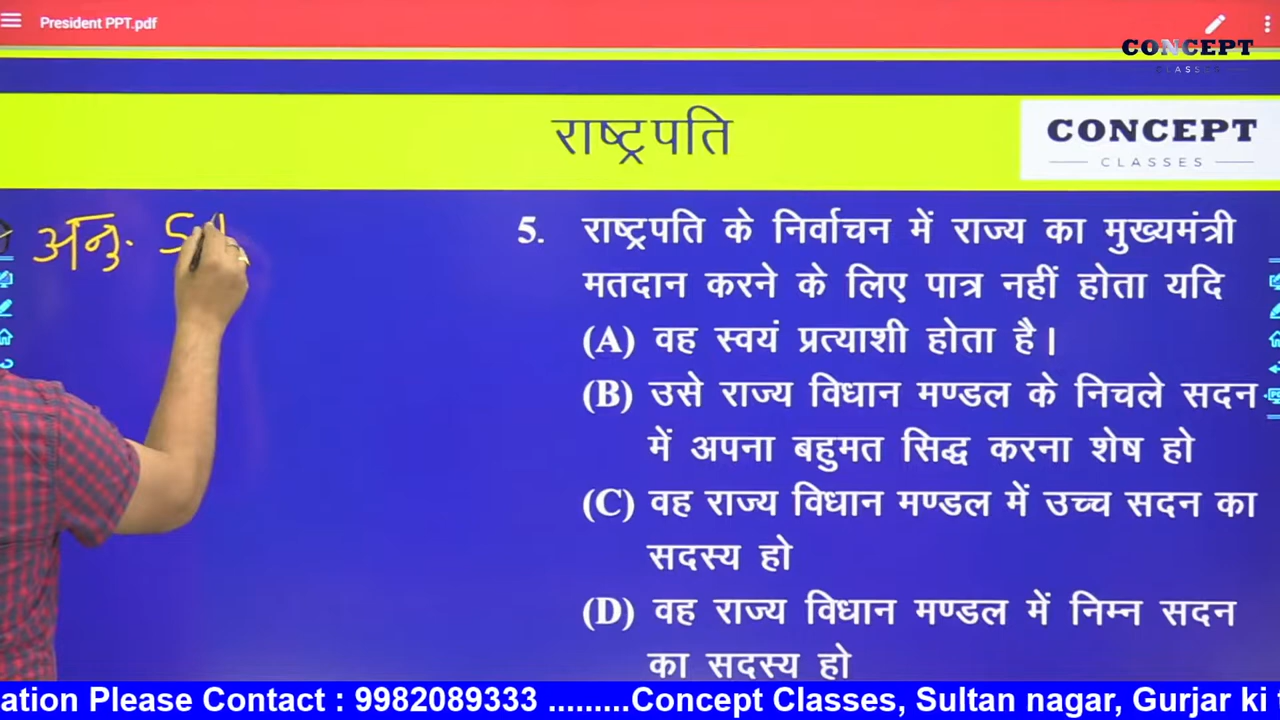 President PPT.pdf
CONCEPT
CLASSES
राष्ट्रपति
CONCEPT
CLASSES
अनु. 54
5. राष्ट्रपति के निर्वाचन में राज्य का मुख्यमंत्री
मतदान करने के लिए पात्र नहीं होता यदि
(A) वह स्वयं प्रत्याशी होता है।
(B) उसे राज्य विधान मण्डल के निचले सदन
में अपना बहुमत सिद्ध करना शेष हो
(C) वह राज्य विधान मण्डल में उच्च सदन का
सदस्य हो
(D) वह राज्य विधान मण्डल में निम्न सदन
का सदस्य हो
ation Please Contact : 9982089333 .........Concept Classes, Sultan nagar, Gurjar ki